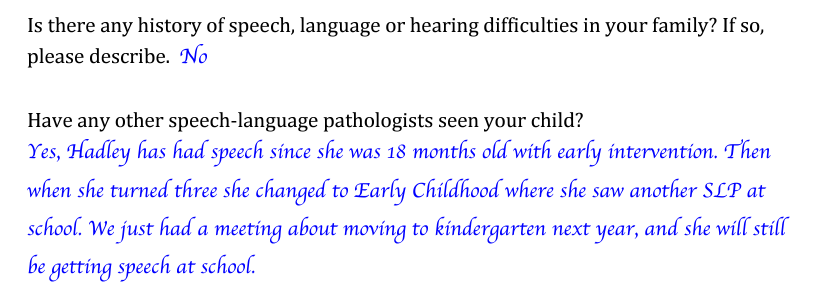 Is there any history of speech, language or hearing difficulties in your family? If so,
please describe. No
Have any other speech-language pathologists seen your child?
Yes, Hadley has had speech since she was 18 months old with early intervention. Then
when she turned three she changed to Early Childhood where she saw another SLP at
school. We just had a meeting about moving to kindergarten next year, and she will still
be getting speech at school.